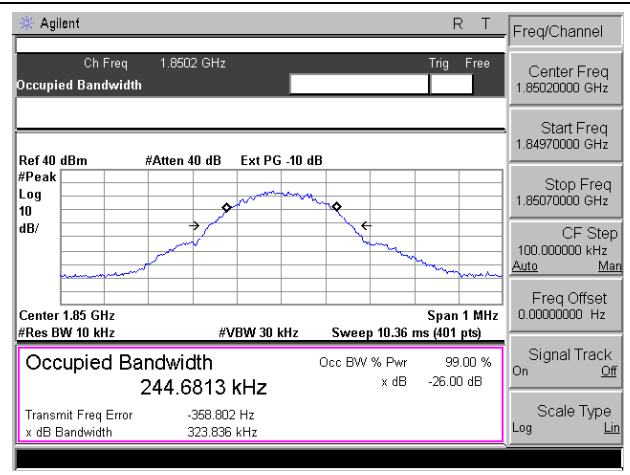 Agilent R T
Freq/Channel
Ch Freq 1.8502 GHz Trig Free
Occupied Bandwidth
Center Freq
1.85020000 GHz
Start Freq
1.84970000 GHz
Stop Freq
1.85070000 GHz
CF Step
100.000000 kHz
Auto Man
Freq Offset
0.00000000 Hz
Signal Track
On Off
Scale Type
Log Lin
Ref 40 dBm #Atten 40 dB Ext PG -10 dB
#Peak
Log
10
dB/
Center 1.85 GHz Span 1 MHz
#Res BW 10 kHz #VBW 30 kHz Sweep 10.36 ms (401 pts)
Occupied Bandwidth Occ BW % Pwr 99.00 %
244.6813 kHz x dB -26.00 dB
Transmit Freq Error -358.802 Hz
x dB Bandwidth 323.836 kHz